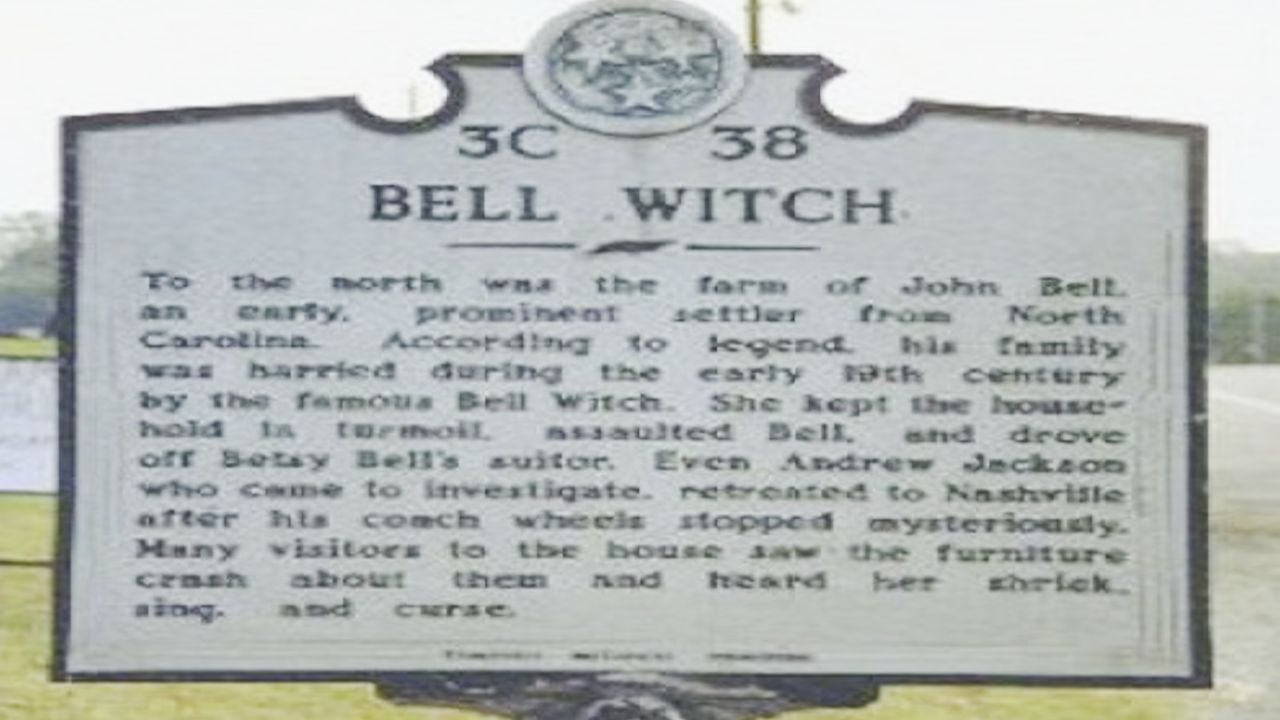 3C 38
BELL WITCH
To the north was the farm of John Bell,
an early, prominent settler from North
Carolina. According to legend, his family
was harried during the early 19th century
by the famous Bell Witch. She kept the house-
hold in turmoil, assaulted Bell, and drove
off Betsy Bell's suitor. Even Andrew Jackson
who came to investigate, retreated to Nashville
after his coach wheels stopped mysteriously.
Many visitors to the house saw the furniture
crash about them and heard her shriek,
sing, and curse.